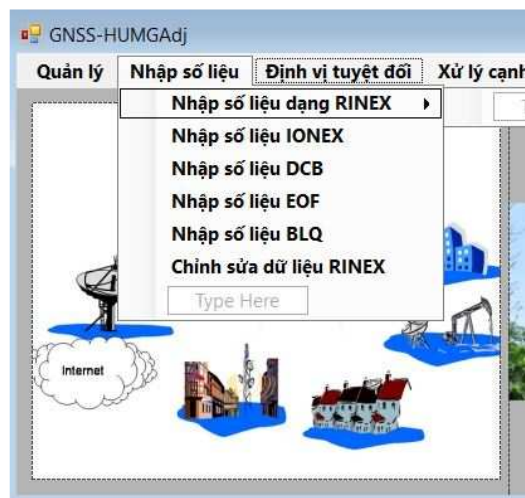 GNSS-HUMGAdj
Quản lý Nhập số liệu Định vị tuyệt đối Xử lý cạnh
Nhập số liệu dạng RINEX
Nhập số liệu IONEX
Nhập số liệu DCB
Nhập số liệu EOF
Nhập số liệu BLQ
Chỉnh sửa dữ liệu RINEX
Type Here
Internet